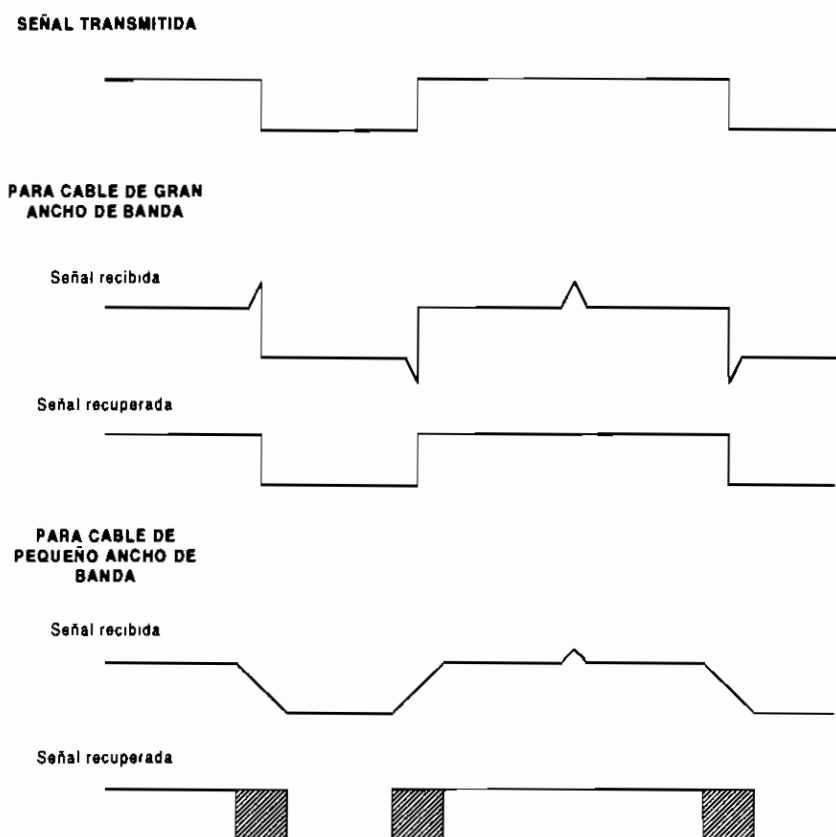 SEÑAL TRANSMITIDA
PARA CABLE DE GRAN
ANCHO DE BANDA
Señal recibida
Señal recuperada
PARA CABLE DE
PEQUEÑO ANCHO DE
BANDA
Señal recibida
Señal recuperada